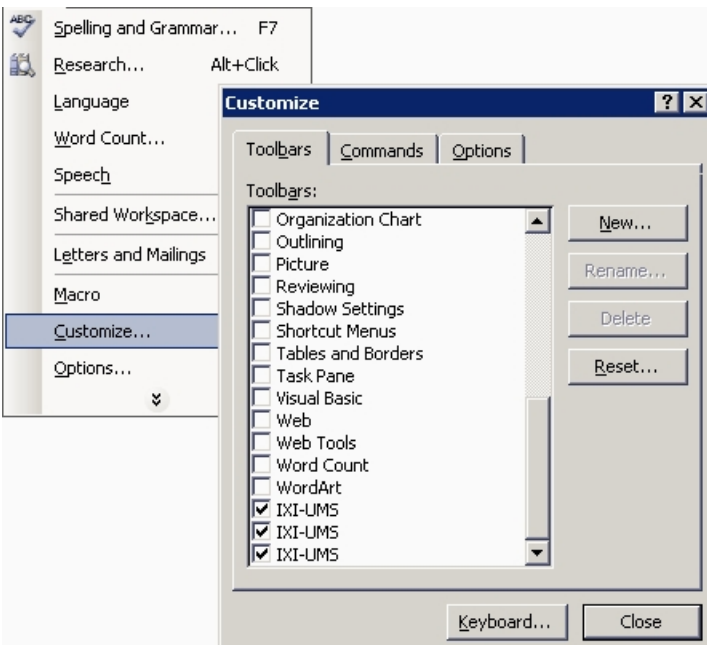 ABC
Spelling and Grammar... F7
Research... Alt+Click
Language
Word Count...
Speech
Shared Workspace...
Letters and Mailings
Macro
Customize...
Options...
Customize
Toolbars Commands Options
Toolbars:
Organization Chart
Outlining
Picture
Reviewing
Shadow Settings
Shortcut Menus
Tables and Borders
Task Pane
Visual Basic
Web
Web Tools
Word Count
WordArt
IXI-UMS
IXI-UMS
IXI-UMS
New...
Rename...
Delete
Reset...
Keyboard... Close